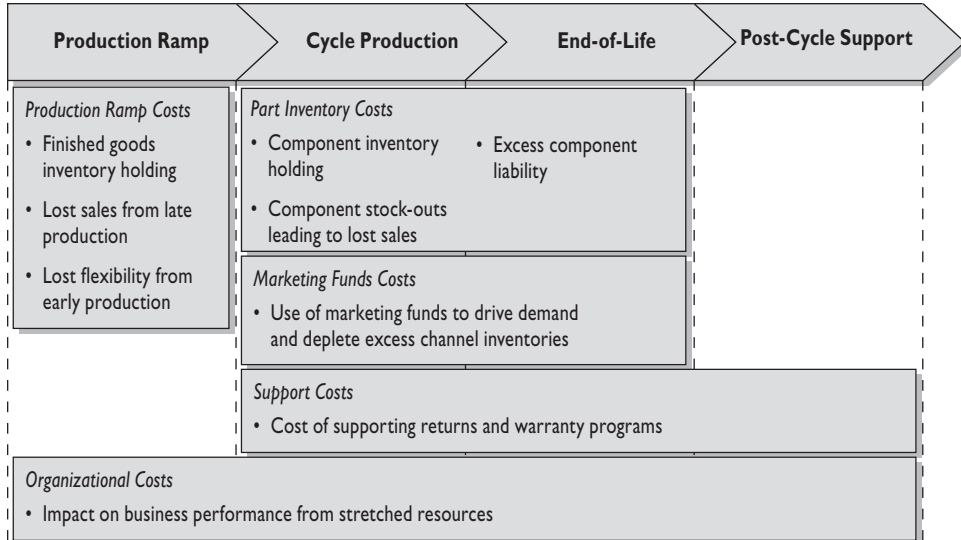 Production Ramp
Cycle Production
End-of-Life
Post-Cycle Support
Production Ramp Costs
• Finished goods
inventory holding
• Lost sales from late
production
• Lost flexibility from
early production
Part Inventory Costs
• Component inventory
holding
• Component stock-outs
leading to lost sales
• Excess component
liability
Marketing Funds Costs
• Use of marketing funds to drive demand
and deplete excess channel inventories
Support Costs
• Cost of supporting returns and warranty programs
Organizational Costs
• Impact on business performance from stretched resources